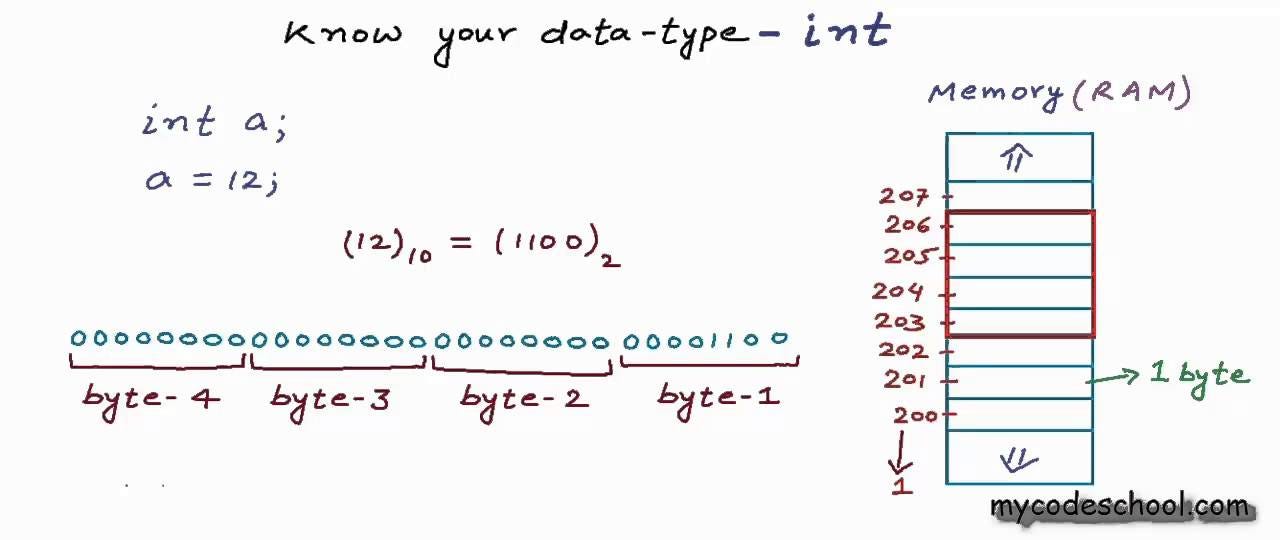 Know your data-type - int
int a;
a = 12;
(12)10 = (1100)2
00000000 00000000 00000000 00001100
byte-4 byte-3 byte-2 byte-1
Memory (RAM)
207
206
205
204
203
202
201
1 byte
200
1
mycodeschool.com